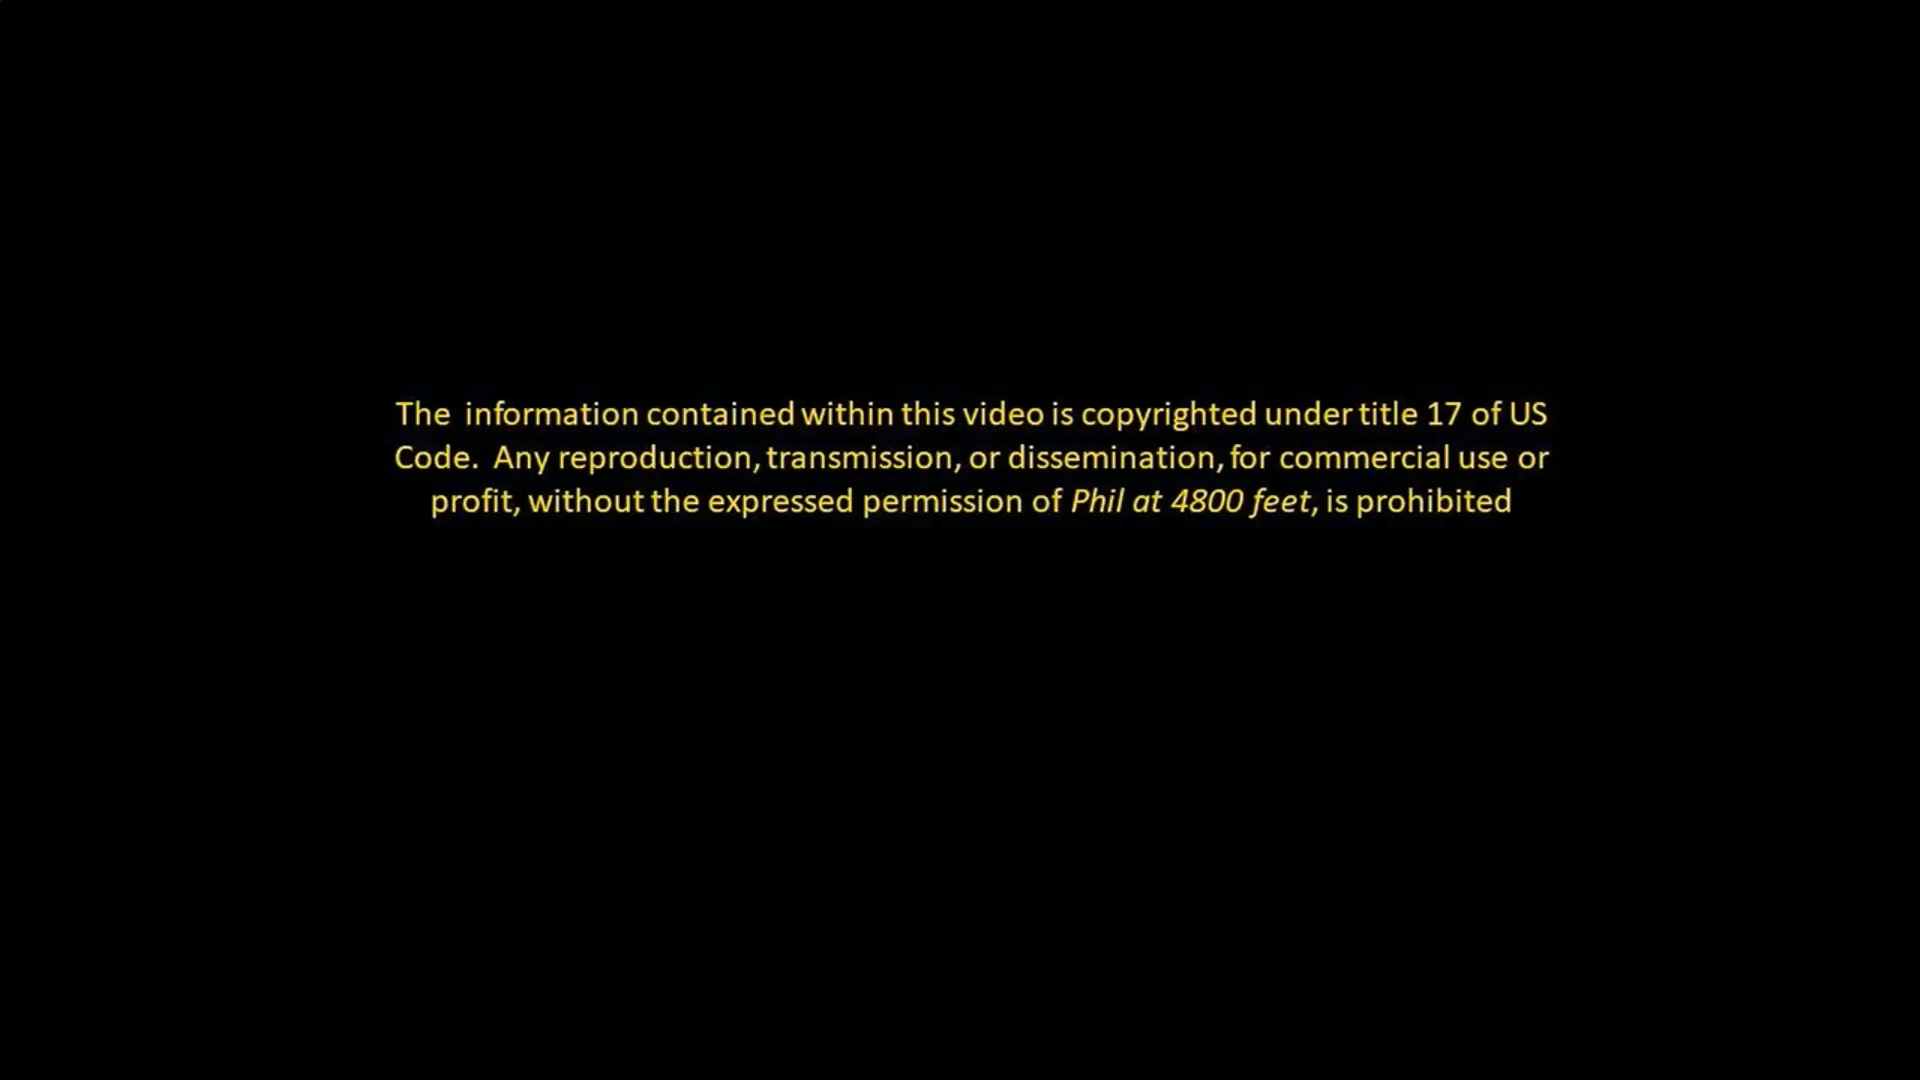 The information contained within this video is copyrighted under title 17 of US
Code. Any reproduction, transmission, or dissemination, for commercial use or
profit, without the expressed permission of Phil at 4800 feet, is prohibited